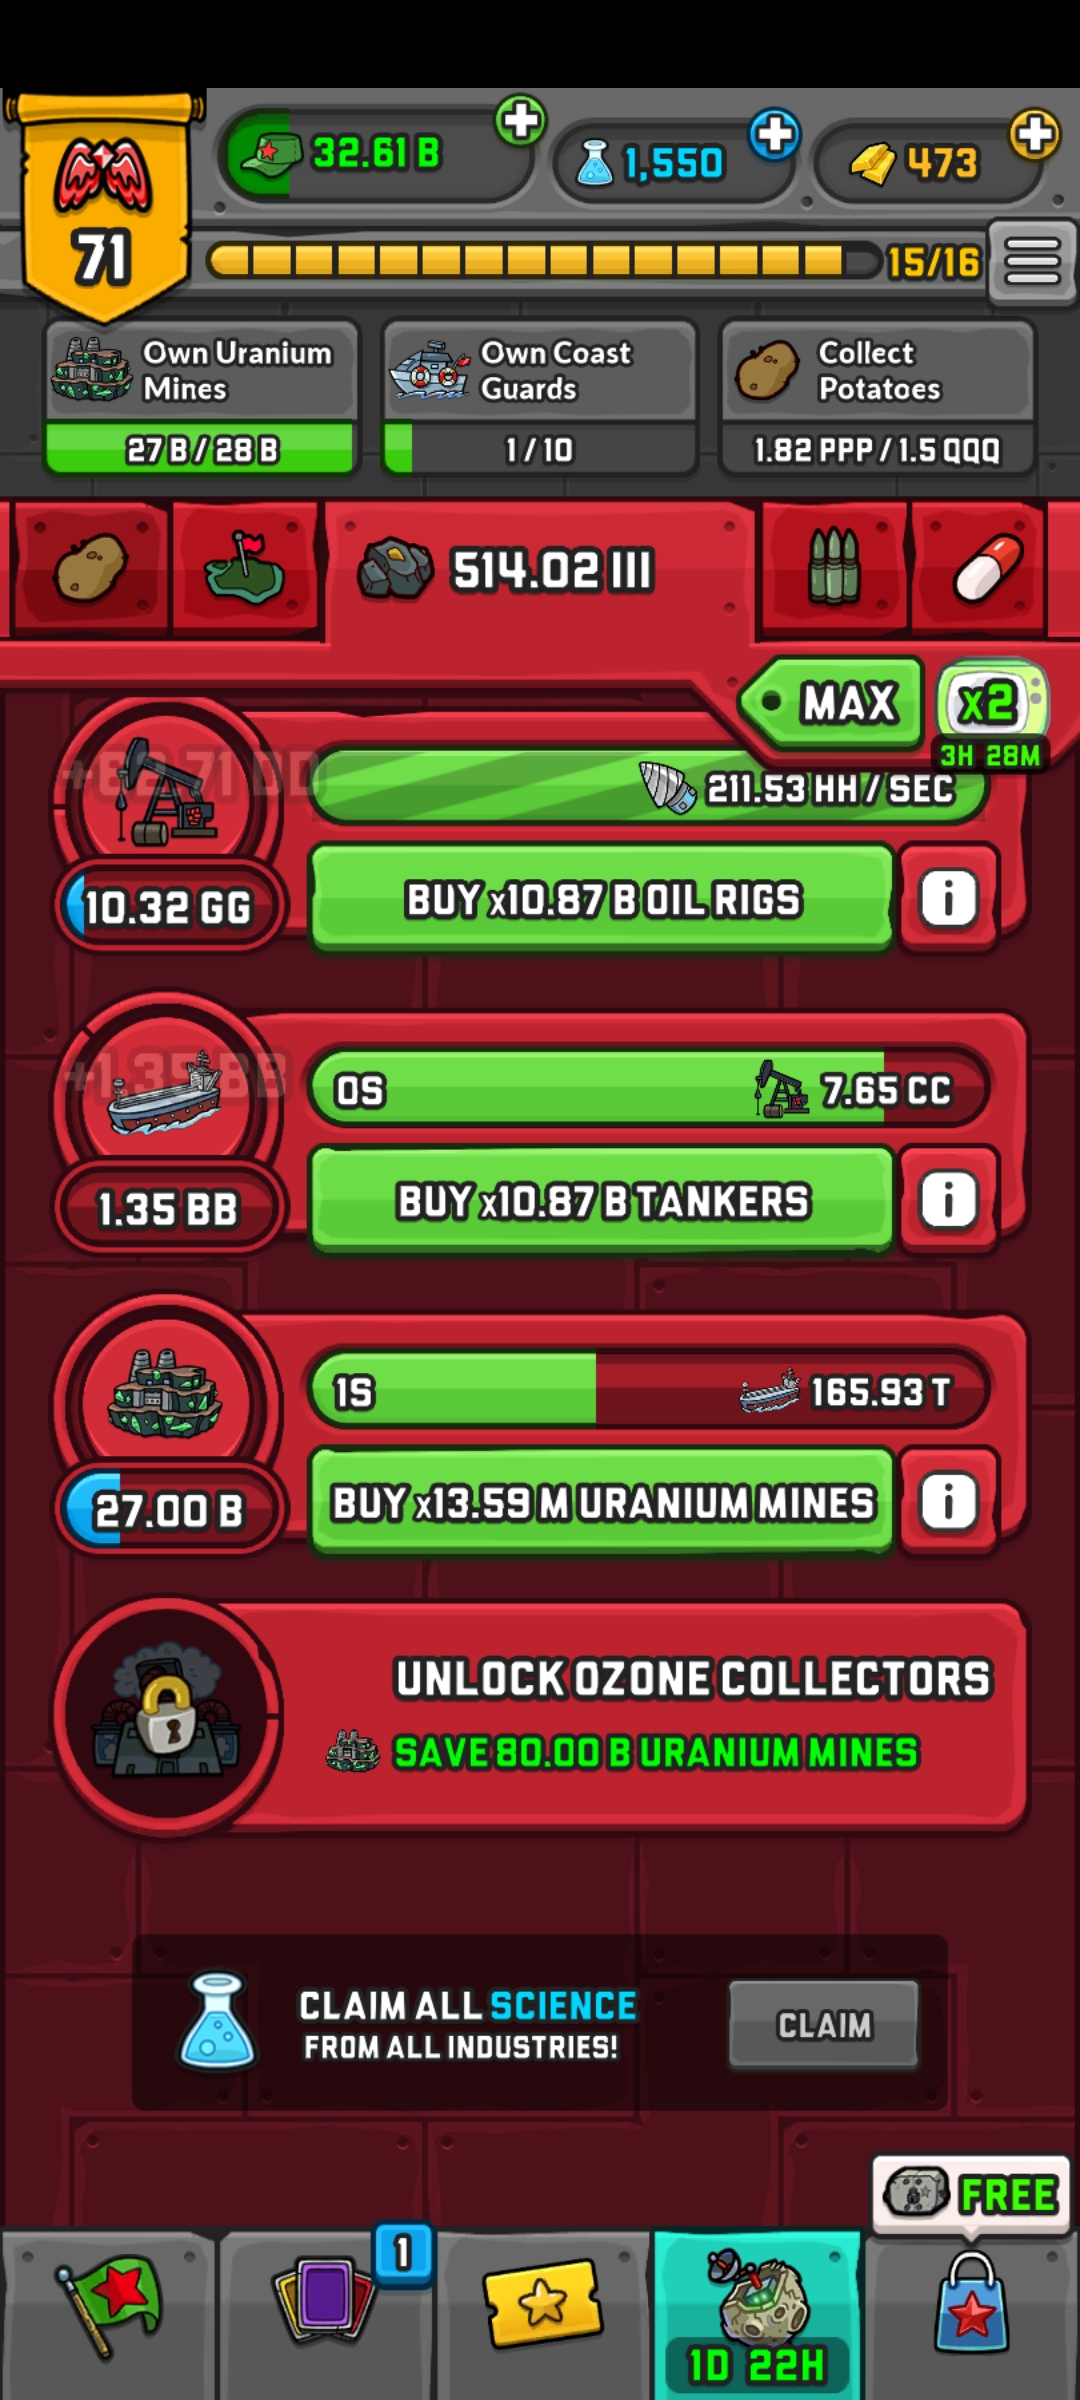 32.61 B
1,550
473
71
15/16
Own Uranium
Mines
27 B / 28 B
Own Coast
Guards
1 / 10
Collect
Potatoes
1.82 PPP / 1.5 QQQ
514.02 III
MAX
x2
3H 28M
+62.71 DD
211.53 HH / SEC
10.32 GG
BUY x10.87 B OIL RIGS
i
+1.35 BB
0S
7.65 CC
1.35 BB
BUY x10.87 B TANKERS
i
1S
165.93 T
27.00 B
BUY x13.59 M URANIUM MINES
i
UNLOCK OZONE COLLECTORS
SAVE 80.00 B URANIUM MINES
CLAIM ALL SCIENCE
FROM ALL INDUSTRIES!
CLAIM
FREE
1
1D 22H